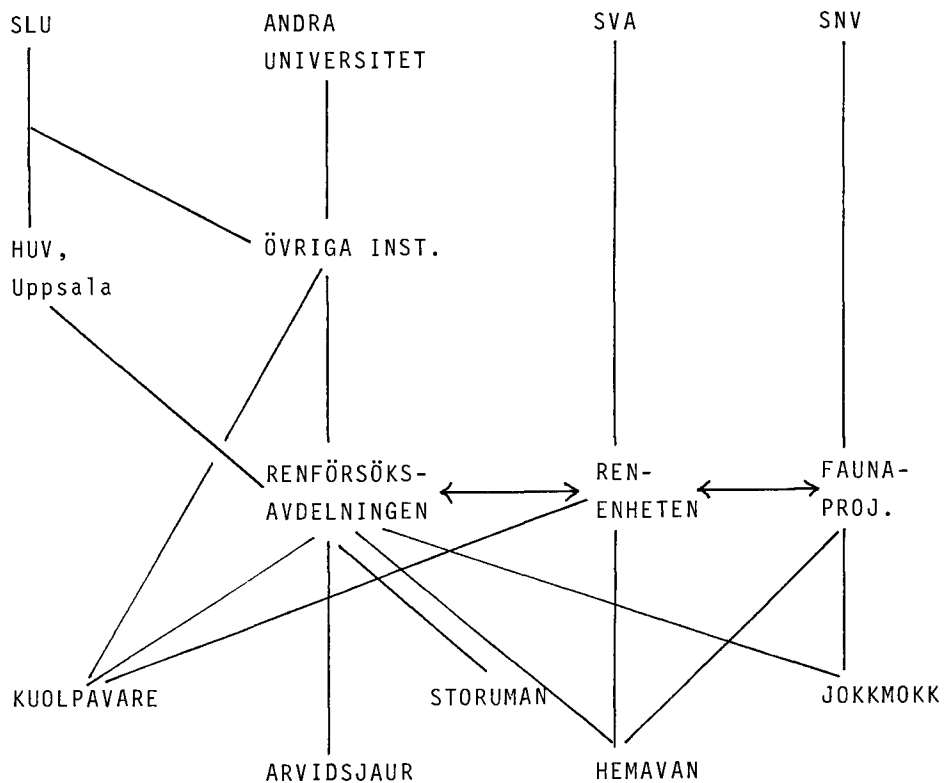 SLU
ANDRA
UNIVERSITET
SVA
SNV
HUV,
Uppsala
ÖVRIGA INST.
RENFÖRSÖKS-
AVDELNINGEN
REN-
ENHETEN
FAUNA-
PROJ.
KUOLPAVARE
STORUMAN
JOKKMOKK
ARVIDSJAUR
HEMAVAN